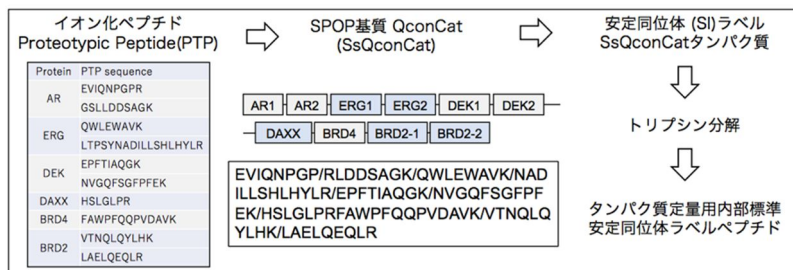 イオン化ペプチド
Proteotypic Peptide(PTP)
Protein PTP sequence
AR EVIQNPGPR
GSLLDDSAGK
ERG QWLEWAVK
LTPSYNADILLSHLHYLR
DEK EPFTIAQGK
NVGQFSGFPFEK
DAXX HSLGLPR
BRD4 FAWPFQQPVDAVK
BRD2 VTNQLQYLHK
LAELQEQLR
SPOP基質 QconCat
(SsQconCat)
AR1 AR2 ERG1 ERG2 DEK1 DEK2
DAXX BRD4 BRD2-1 BRD2-2
EVIQNPGP/RLDDSAGK/QWLEWAVK/NAD
ILLSHLHYLR/EPFTIAQGK/NVGQFSGFPF
EK/HSLGLPRFAWPFQQPVDAVK/VTNQLQ
YLHK/LAELQEQLR
安定同位体 (SI)ラベル
SsQconCatタンパク質
トリプシン分解
タンパク質定量用内部標準
安定同位体ラベルペプチド